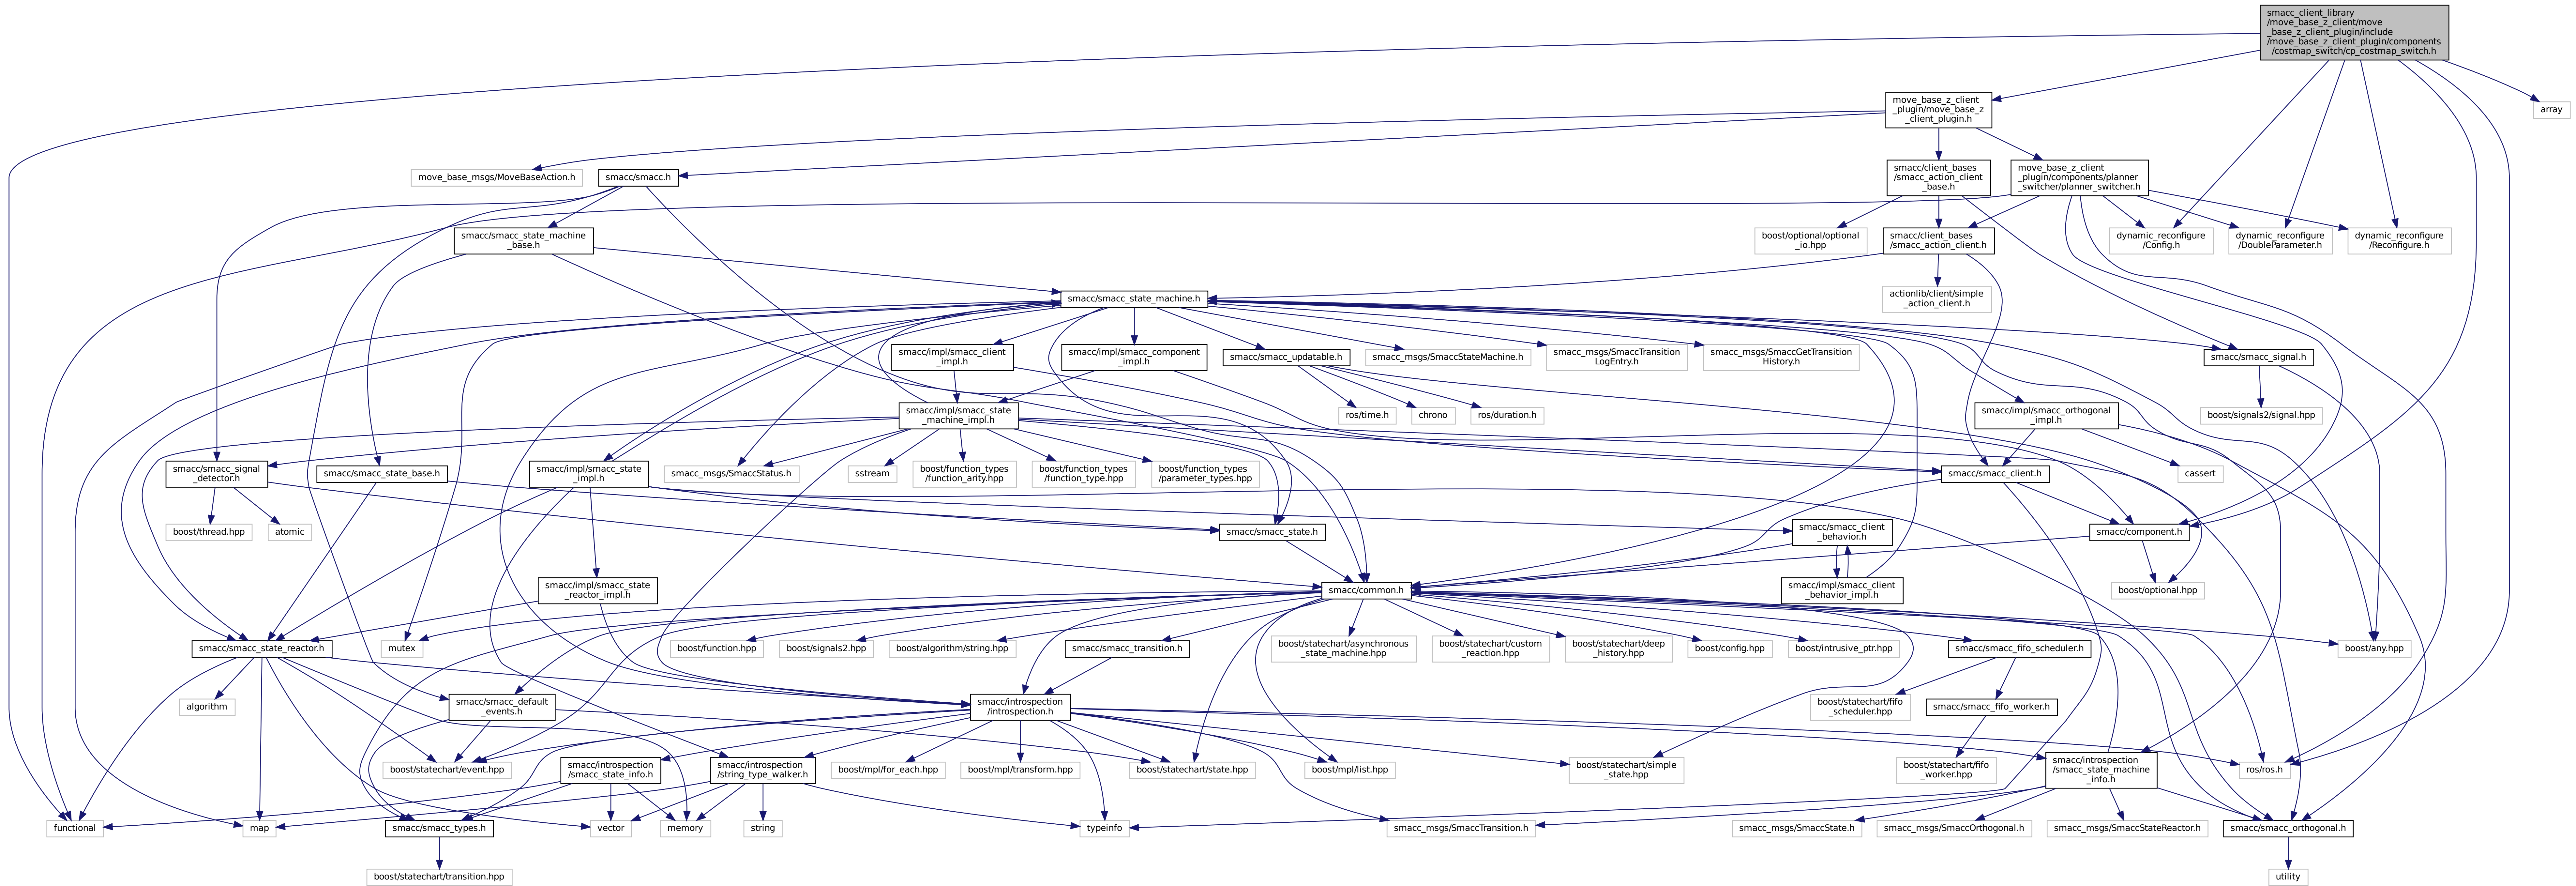 smacc_client_library
/move_base_z_client/move
_base_z_client_plugin/include
/move_base_z_client_plugin/components
/costmap_switch/cp_costmap_switch.h
move_base_z_client
_plugin/move_base_z
_client_plugin.h
array
move_base_msgs/MoveBaseAction.h
smacc/smacc.h
smacc/client_bases
/smacc_action_client
_base.h
move_base_z_client
_plugin/components/planner
_switcher/planner_switcher.h
smacc/smacc_state_machine
_base.h
boost/optional/optional
_io.hpp
smacc/client_bases
/smacc_action_client.h
dynamic_reconfigure
/Config.h
dynamic_reconfigure
/DoubleParameter.h
dynamic_reconfigure
/Reconfigure.h
smacc/smacc_state_machine.h
actionlib/client/simple
_action_client.h
smacc/impl/smacc_client
_impl.h
smacc/impl/smacc_component
_impl.h
smacc/smacc_updatable.h
smacc_msgs/SmaccStateMachine.h
smacc_msgs/SmaccTransition
LogEntry.h
smacc_msgs/SmaccGetTransition
History.h
smacc/smacc_signal.h
smacc/impl/smacc_state
_machine_impl.h
ros/time.h
chrono
ros/duration.h
smacc/impl/smacc_orthogonal
_impl.h
boost/signals2/signal.hpp
smacc/smacc_signal
_detector.h
smacc/smacc_state_base.h
smacc/impl/smacc_state
_impl.h
smacc_msgs/SmaccStatus.h
sstream
boost/function_types
/function_arity.hpp
boost/function_types
/function_type.hpp
boost/function_types
/parameter_types.hpp
smacc/smacc_client.h
cassert
boost/thread.hpp
atomic
smacc/smacc_state.h
smacc/smacc_client
_behavior.h
smacc/component.h
smacc/impl/smacc_state
_reactor_impl.h
smacc/common.h
smacc/impl/smacc_client
_behavior_impl.h
boost/optional.hpp
smacc/smacc_state_reactor.h
mutex
boost/function.hpp
boost/signals2.hpp
boost/algorithm/string.hpp
smacc/smacc_transition.h
boost/statechart/asynchronous
_state_machine.hpp
boost/statechart/custom
_reaction.hpp
boost/statechart/deep
_history.hpp
boost/config.hpp
boost/intrusive_ptr.hpp
smacc/smacc_fifo_scheduler.h
boost/any.hpp
algorithm
smacc/smacc_default
_events.h
smacc/introspection
/introspection.h
boost/statechart/fifo
_scheduler.hpp
smacc/smacc_fifo_worker.h
boost/statechart/event.hpp
smacc/introspection
/smacc_state_info.h
smacc/introspection
/string_type_walker.h
boost/mpl/for_each.hpp
boost/mpl/transform.hpp
boost/statechart/state.hpp
boost/mpl/list.hpp
boost/statechart/simple
_state.hpp
boost/statechart/fifo
_worker.hpp
smacc/introspection
/smacc_state_machine
_info.h
ros/ros.h
functional
map
smacc/smacc_types.h
vector
memory
string
typeinfo
smacc_msgs/SmaccTransition.h
smacc_msgs/SmaccState.h
smacc_msgs/SmaccOrthogonal.h
smacc_msgs/SmaccStateReactor.h
smacc/smacc_orthogonal.h
boost/statechart/transition.hpp
utility